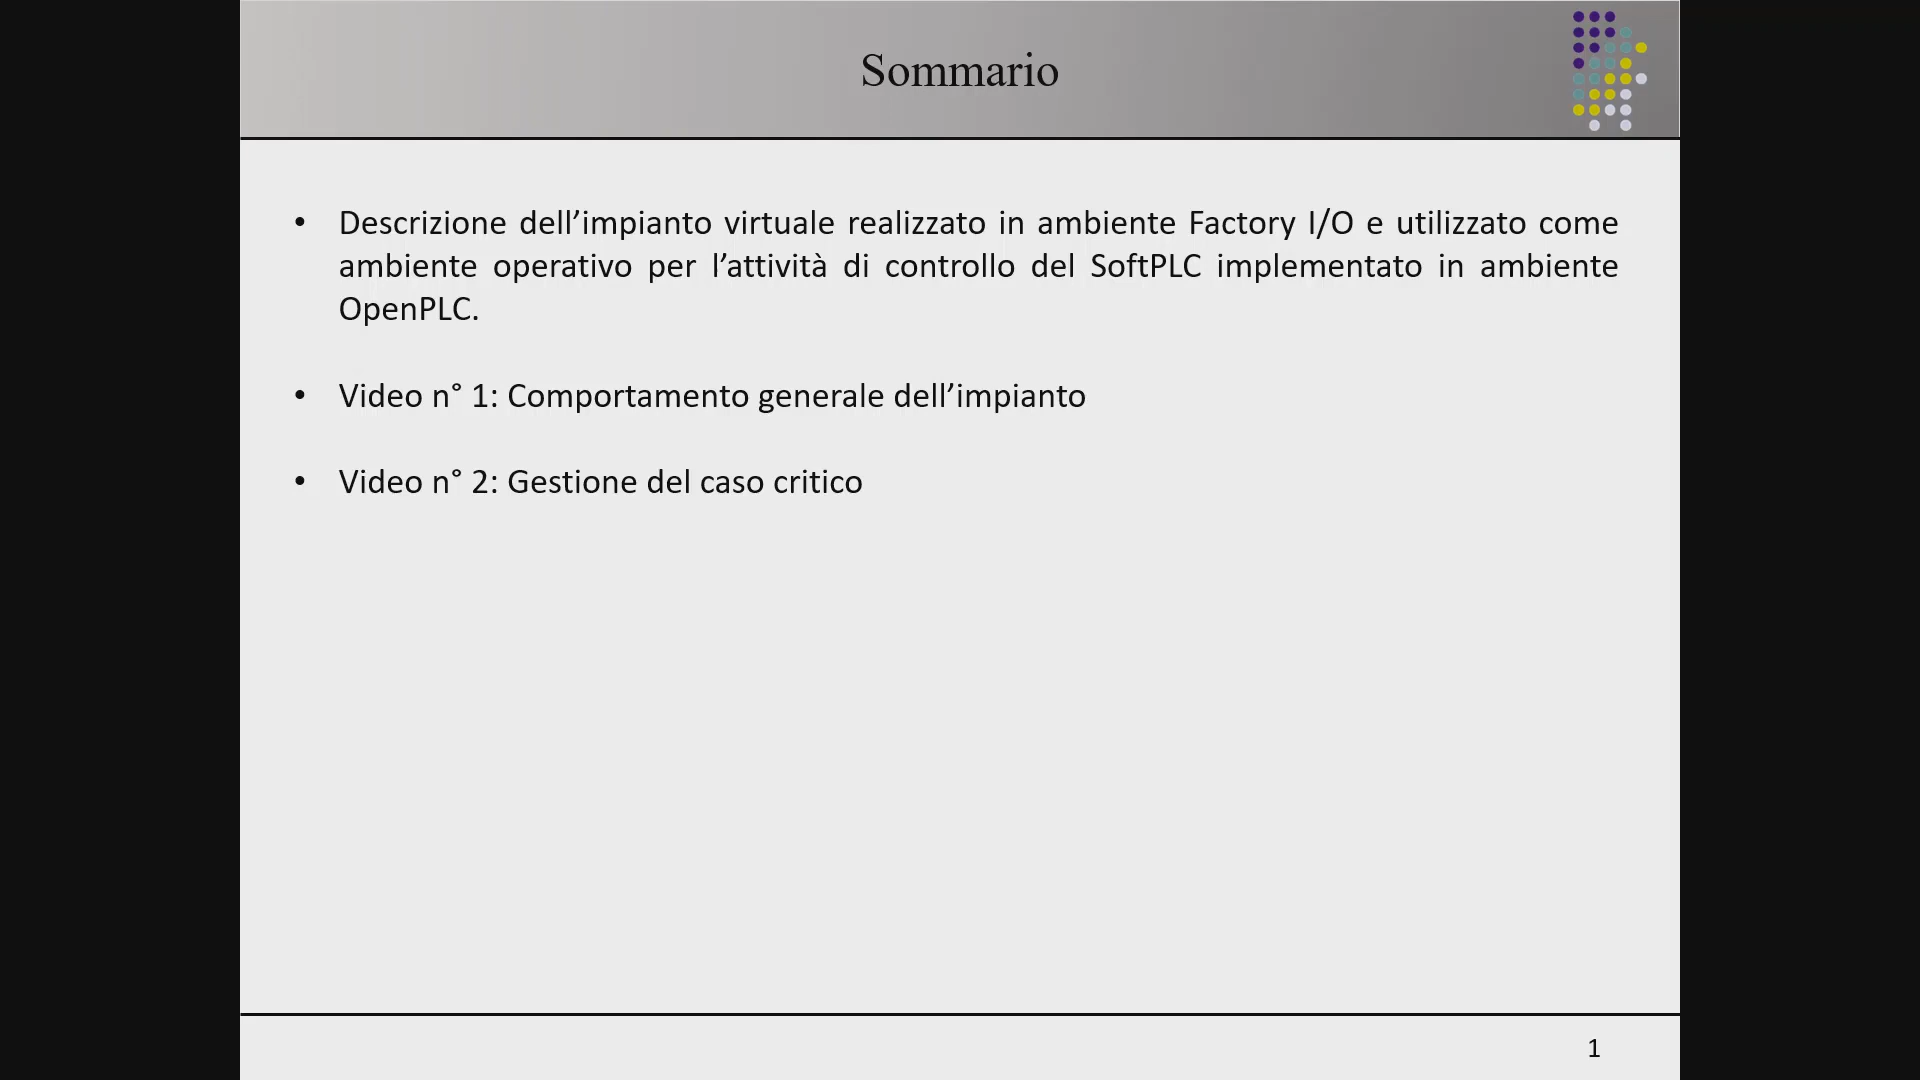 Sommario
• Descrizione dell’impianto virtuale realizzato in ambiente Factory I/O e utilizzato come
ambiente operativo per l’attività di controllo del SoftPLC implementato in ambiente
OpenPLC.
• Video n° 1: Comportamento generale dell’impianto
• Video n° 2: Gestione del caso critico
1